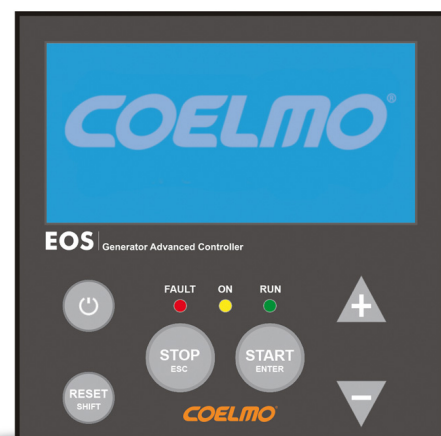 COELMO®
EOS Generator Advanced Controller
FAULT ON RUN
+
STOP START
ESC ENTER
RESET
SHIFT
−
COELMO